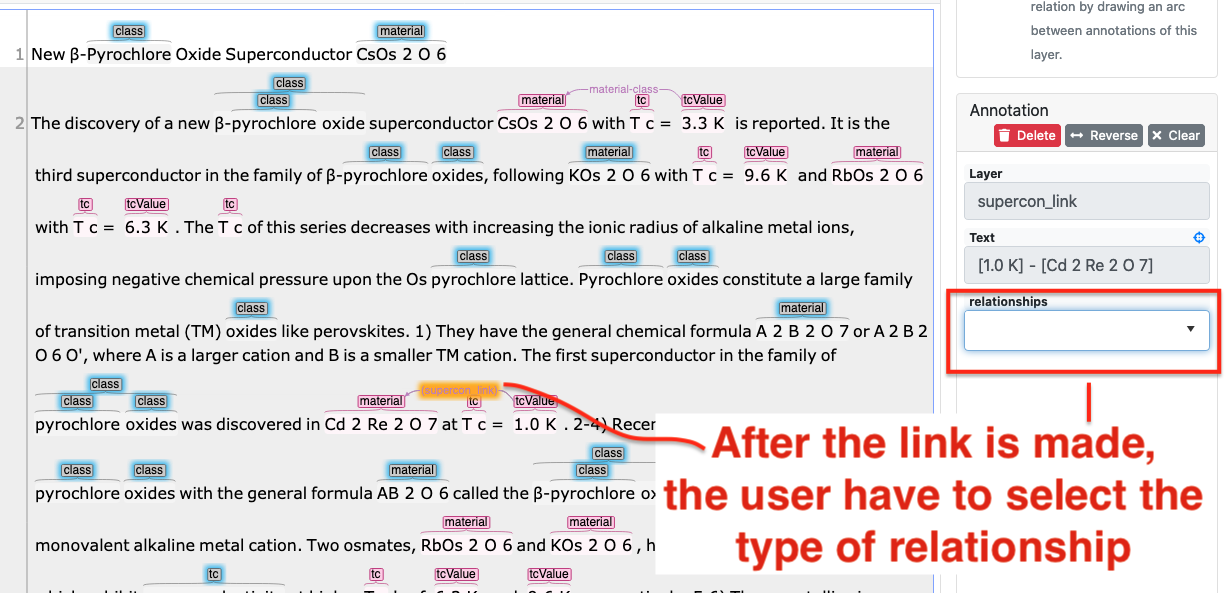 relation by drawing an arc
between annotations of this
layer.
class
material
1 New β-Pyrochlore Oxide Superconductor CsOs 2 O 6
class
class
material
material-class
tc
tcValue
2 The discovery of a new β-pyrochlore oxide superconductor CsOs 2 O 6 with T c = 3.3 K is reported. It is the
class
class
material
tc
tcValue
material
third superconductor in the family of β-pyrochlore oxides, following KOs 2 O 6 with T c = 9.6 K and RbOs 2 O 6
tc
tcValue
tc
with T c = 6.3 K . The T c of this series decreases with increasing the ionic radius of alkaline metal ions,
class
class
class
imposing negative chemical pressure upon the Os pyrochlore lattice. Pyrochlore oxides constitute a large family
class
material
of transition metal (TM) oxides like perovskites. 1) They have the general chemical formula A 2 B 2 O 7 or A 2 B 2
O 6 O', where A is a larger cation and B is a smaller TM cation. The first superconductor in the family of
class
class
class
material
(supercon_link)
tc
tcValue
pyrochlore oxides was discovered in Cd 2 Re 2 O 7 at T c = 1.0 K . 2-4) Recen
class
class
material
class
class
pyrochlore oxides with the general formula AB 2 O 6 called the β-pyrochlore ox
material
material
monovalent alkaline metal cation. Two osmates, RbOs 2 O 6 and KOs 2 O 6 , h
tc
tc
tcValue
tcValue
Annotation
Delete
Reverse
Clear
Layer
supercon_link
Text
[1.0 K] - [Cd 2 Re 2 O 7]
relationships
After the link is made,
the user have to select the
type of relationship